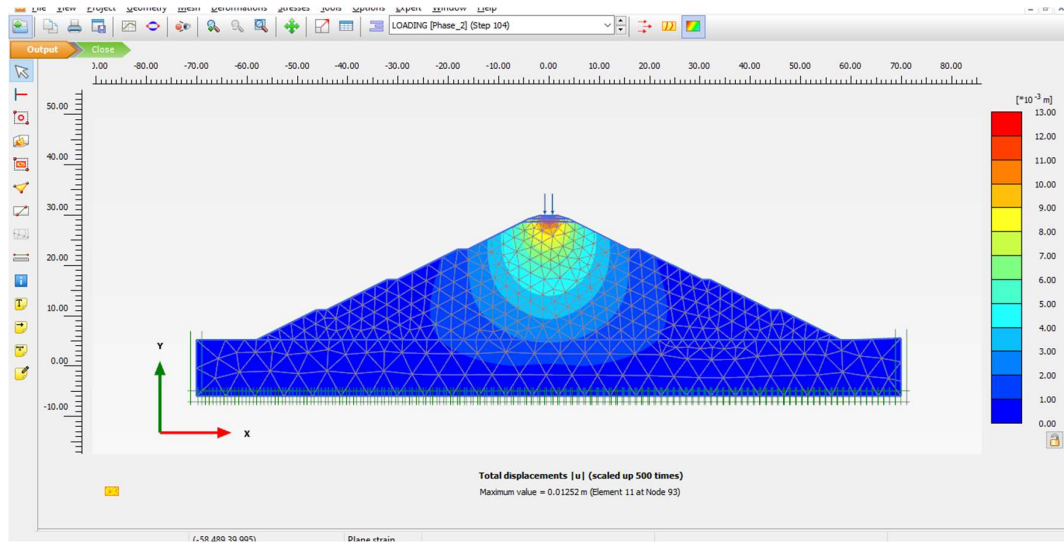 File View Project Geometry Mesh Deformations Stresses Tools Options Expert Window Help
LOADING [Phase_2] (Step 104)
Output Close
-80.00 -70.00 -60.00 -50.00 -40.00 -30.00 -20.00 -10.00 0.00 10.00 20.00 30.00 40.00 50.00 60.00 70.00 80.00
[*10 -3 m]
13.00
12.00
11.00
10.00
9.00
8.00
7.00
6.00
5.00
4.00
3.00
2.00
1.00
0.00
50.00
40.00
30.00
20.00
10.00
0.00
-10.00
Y
X
Total displacements |u| (scaled up 500 times)
Maximum value = 0.01252 m (Element 11 at Node 93)
(-58.489 39.995) Plane strain